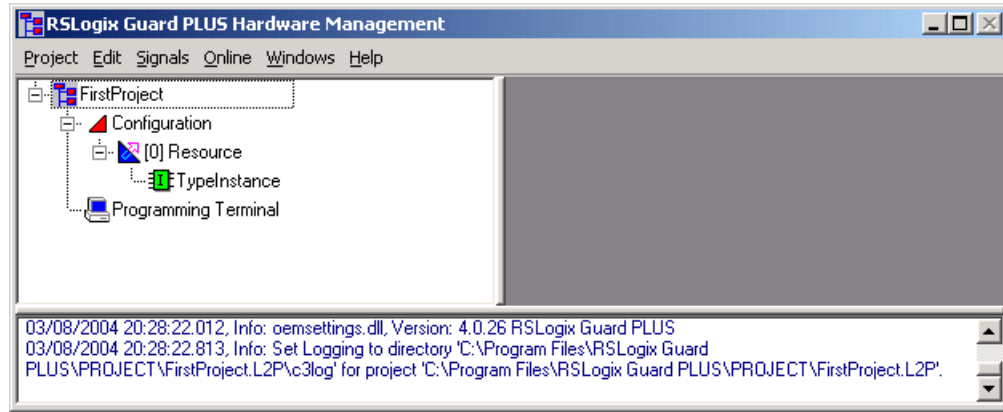 RSLogix Guard PLUS Hardware Management
Project Edit Signals Online Windows Help
FirstProject
Configuration
[0] Resource
I TypeInstance
Programming Terminal
03/08/2004 20:28:22.012, Info: oemsettings.dll, Version: 4.0.26 RSLogix Guard PLUS
03/08/2004 20:28:22.813, Info: Set Logging to directory 'C:\Program Files\RSLogix Guard
PLUS\PROJECT\FirstProject.L2P\c3log' for project 'C:\Program Files\RSLogix Guard PLUS\PROJECT\FirstProject.L2P'.